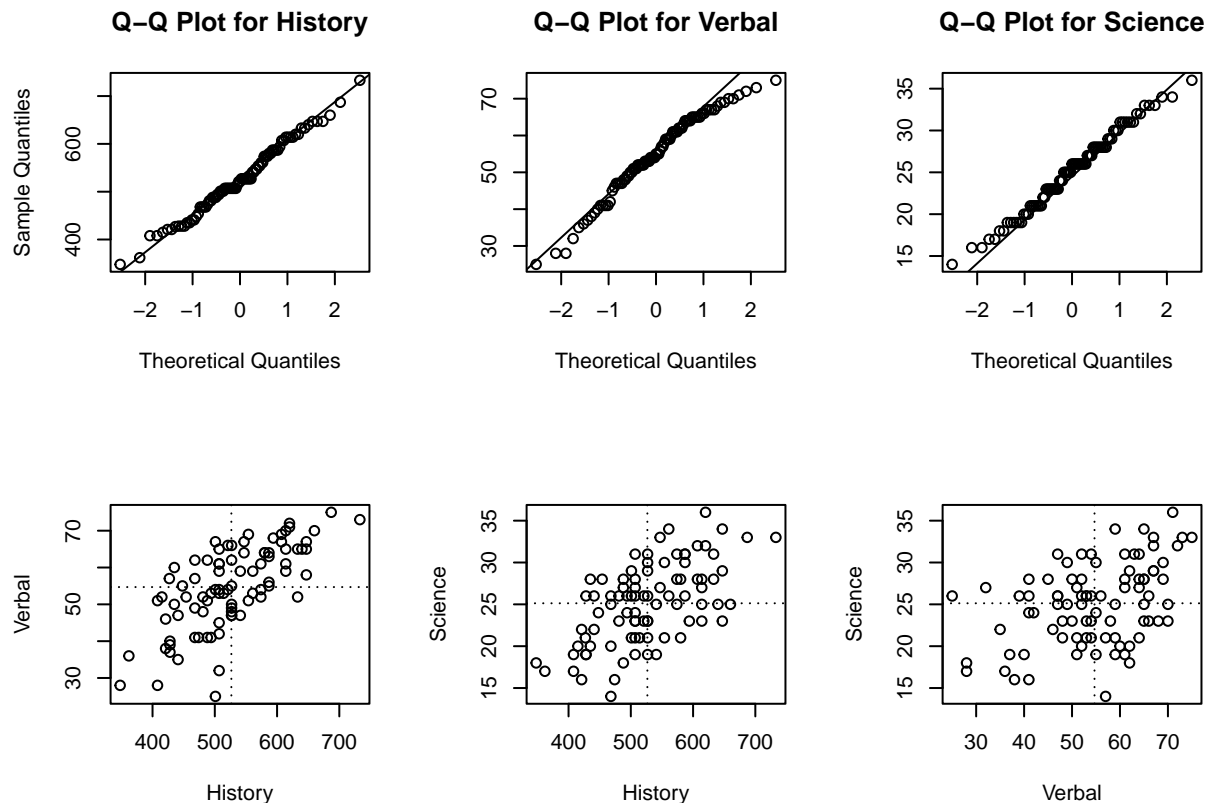 Q−Q Plot for History
Sample Quantiles
400
600
−2 −1 0 1 2
Theoretical Quantiles
Q−Q Plot for Verbal
30
50
70
−2 −1 0 1 2
Theoretical Quantiles
Q−Q Plot for Science
15
20
25
30
35
−2 −1 0 1 2
Theoretical Quantiles
Verbal
30
50
70
400 500 600 700
History
Science
15
20
25
30
35
400 500 600 700
History
Science
15
20
25
30
35
30 40 50 60 70
Verbal